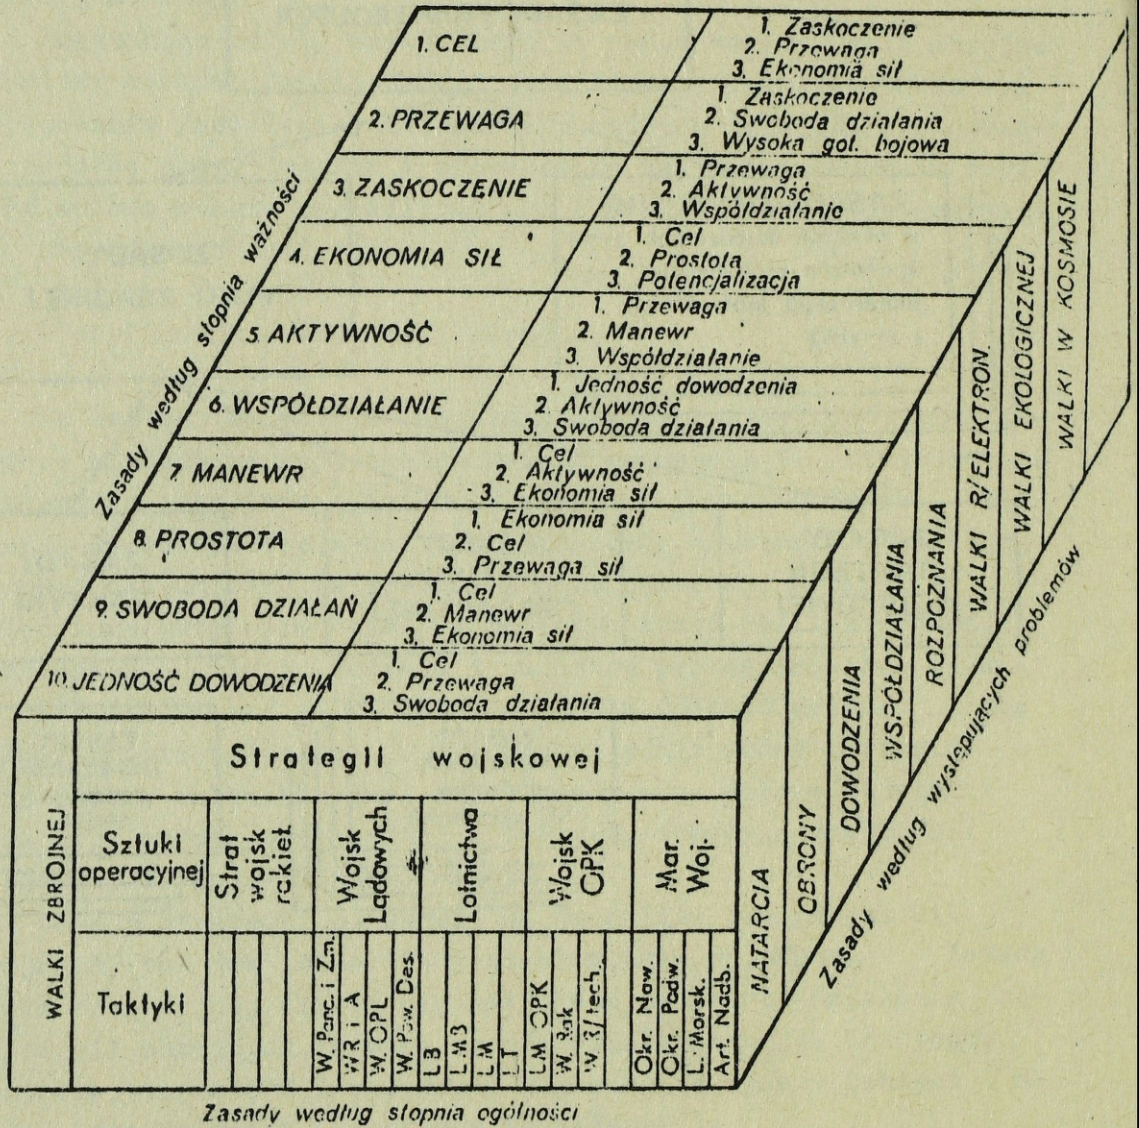 1. CEL
1. Zaskoczenie
2. Przewaga
3. Ekonomia sił
2. PRZEWAGA
1. Zaskoczenie
2. Swoboda działania
3. Wysoka got. bojowa
3. ZASKOCZENIE
1. Przewaga
2. Aktywność
3. Współdziałanie
4. EKONOMIA SIŁ
1. Cel
2. Prostota
3. Potencjalizacja
5. AKTYWNOŚĆ
1. Przewaga
2. Manewr
3. Współdziałanie
6. WSPÓŁDZIAŁANIE
1. Jedność dowodzenia
2. Aktywność
3. Swoboda działania
7. MANEWR
1. Cel
2. Aktywność
3. Ekonomia sił
8. PROSTOTA
1. Ekonomia sił
2. Cel
3. Przewaga sił
9. SWOBODA DZIAŁAŃ
1. Cel
2. Manewr
3. Ekonomia sił
10. JEDNOŚĆ DOWODZENIA
1. Cel
2. Przewaga
3. Swoboda działania
Zasady według stopnia ważności
WALKI ZBROJNEJ
Strategii wojskowej
Sztuki
operacyjnej
Strat
wojsk
rakiet.
Wojsk
Lądowych
Lotnictwa
Wojsk
OPK
Mar.
Woj.
Taktyki
W. Panc. i Zm.
WR i A
W. OPL
W. Pow. Des.
LB
LMB
LM
LT
LM OPK
W. Rak
W. R/tech.
Okr. Naw.
Okr. Podw.
L. Morsk.
Art. Nadb.
NATARCIA
OBRONY
DOWODZENIA
WSPÓŁDZIAŁANIA
ROZPOZNANIA
WALKI R/ELEKTRON.
WALKI EKOLOGICZNEJ
WALKI W KOSMOSIE
Zasady według występujących problemów
Zasady według stopnia ogólności